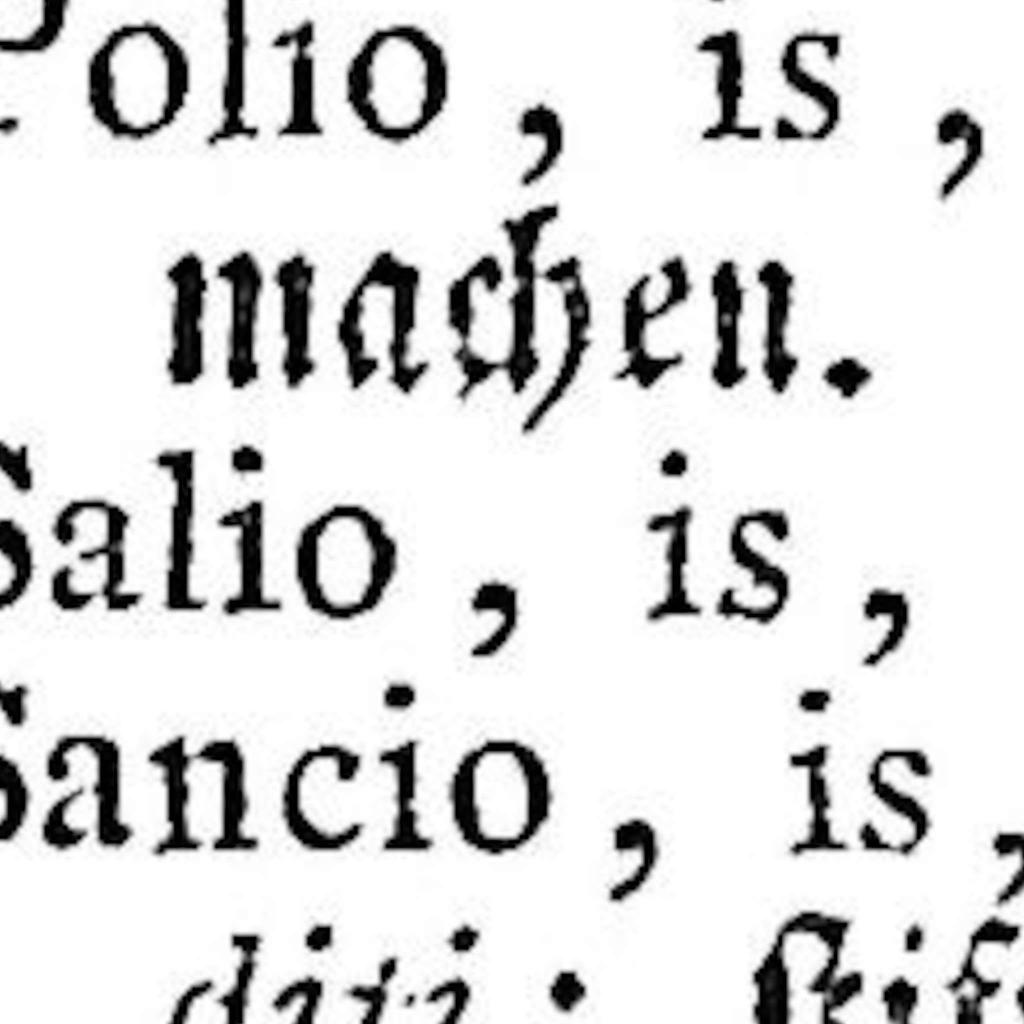 Polio, is,
machen.
Salio, is,
Sancio, is,